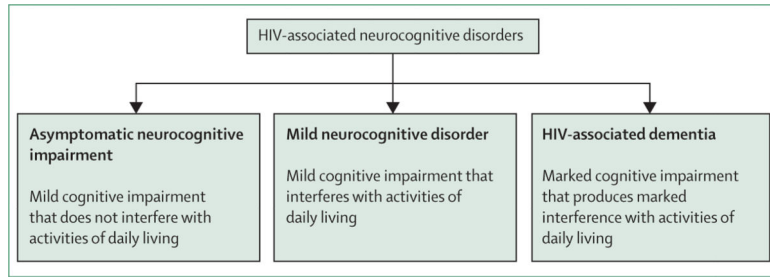 HIV-associated neurocognitive disorders
Asymptomatic neurocognitive
impairment
Mild cognitive impairment
that does not interfere with
activities of daily living
Mild neurocognitive disorder
Mild cognitive impairment that
interferes with activities of
daily living
HIV-associated dementia
Marked cognitive impairment
that produces marked
interference with activities of
daily living